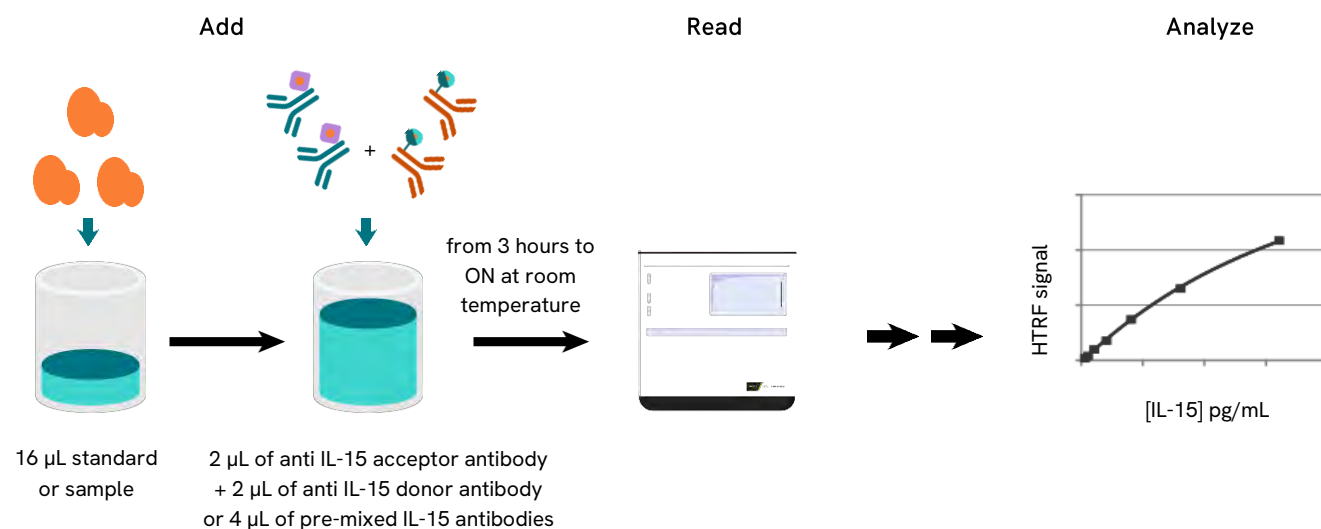 Add
Read
Analyze
+
from 3 hours to
ON at room
temperature
HTRF signal
[IL-15] pg/mL
16 µL standard
or sample
2 µL of anti IL-15 acceptor antibody
+ 2 µL of anti IL-15 donor antibody
or 4 µL of pre-mixed IL-15 antibodies